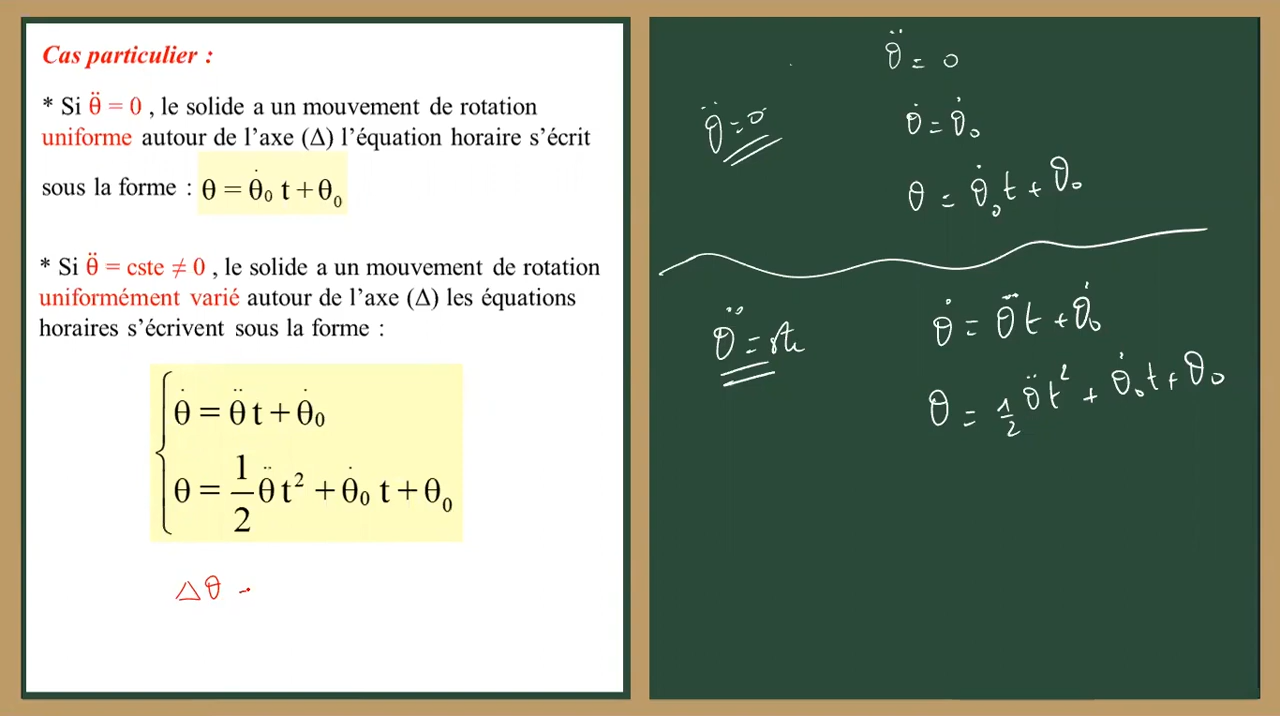 Cas particulier :
* Si θ̈ = 0 , le solide a un mouvement de rotation
uniforme autour de l’axe (Δ) l’équation horaire s’écrit
sous la forme : θ = θ̇₀ t + θ₀
* Si θ̈ = cste ≠ 0 , le solide a un mouvement de rotation
uniformément varié autour de l’axe (Δ) les équations
horaires s’écrivent sous la forme :
θ̇ = θ̈ t + θ̇₀
θ = 1/2 θ̈ t² + θ̇₀ t + θ₀
Δθ -
θ̈ = 0
θ̈ = 0
θ̇ = θ̇₀
θ = θ̇₀ t + θ₀
θ̈ =
θ̇ = θ̈ t + θ̇₀
θ = 1/2 θ̈ t² + θ̇₀ t + θ₀